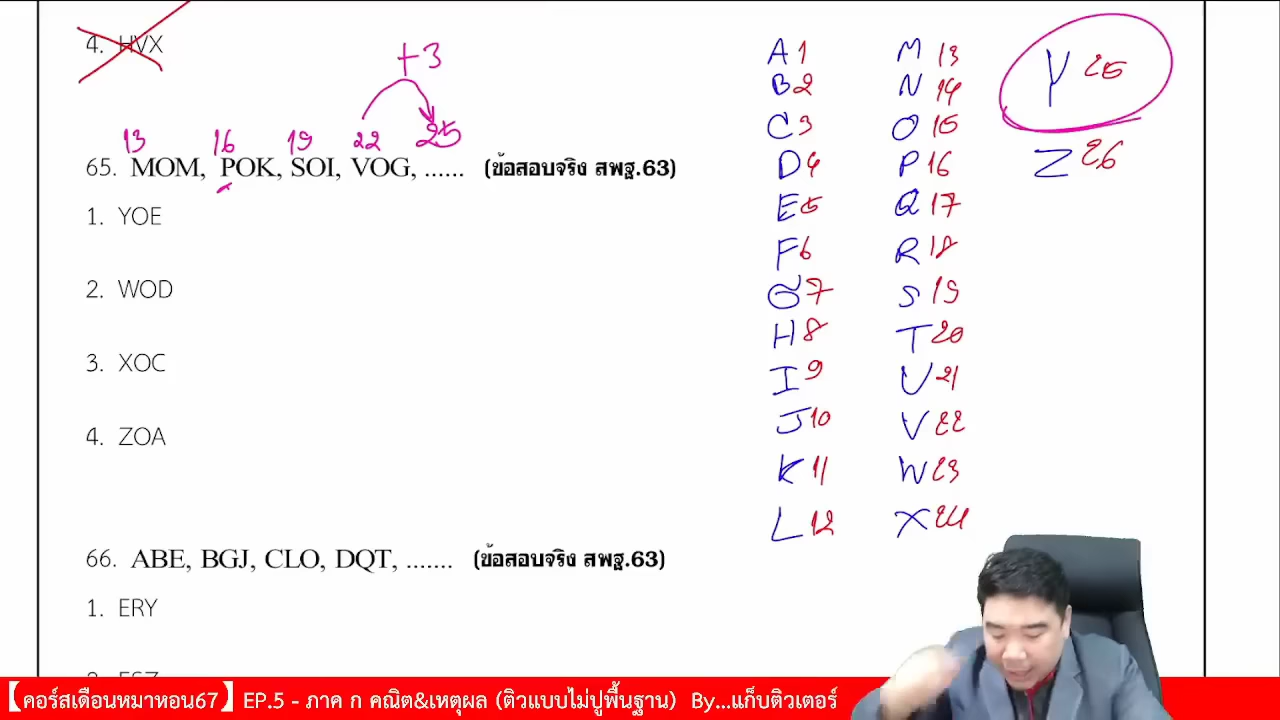 4. HVX
+3
13 16 19 22 25
65. MOM, POK, SOI, VOG, ...... (ข้อสอบจริง สพฐ.63)
1. YOE
2. WOD
3. XOC
4. ZOA
66. ABE, BGJ, CLO, DQT, ....... (ข้อสอบจริง สพฐ.63)
1. ERY
A 1
B 2
C 3
D 4
E 5
F 6
G 7
H 8
I 9
J 10
K 11
L 12
M 13
N 14
O 15
P 16
Q 17
R 18
S 19
T 20
U 21
V 22
W 23
X 24
Y 25
Z 26
【คอร์สเดือนหมาหอน67】 EP.5 - ภาค ก คณิต&เหตุผล (ติวแบบไม่ปูพื้นฐาน) By...แก็บติวเตอร์